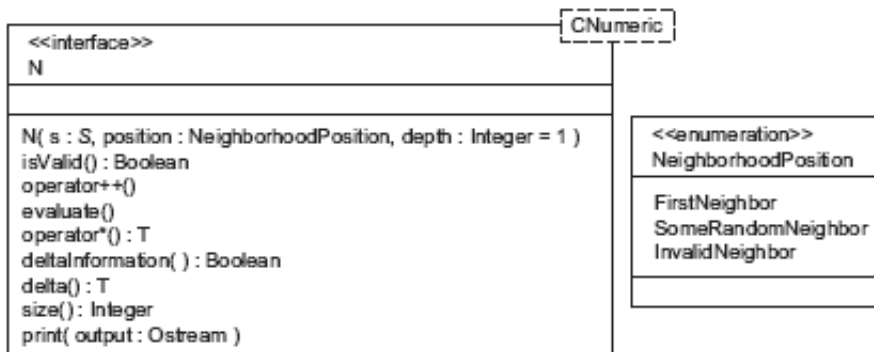 CNumeric
<<interface>>
N
N( s : S, position : NeighborhoodPosition, depth : Integer = 1 )
isValid() : Boolean
operator++()
evaluate()
operator*() : T
deltaInformation( ) : Boolean
delta() : T
size() : Integer
print( output : Ostream )
<<enumeration>>
NeighborhoodPosition
FirstNeighbor
SomeRandomNeighbor
InvalidNeighbor